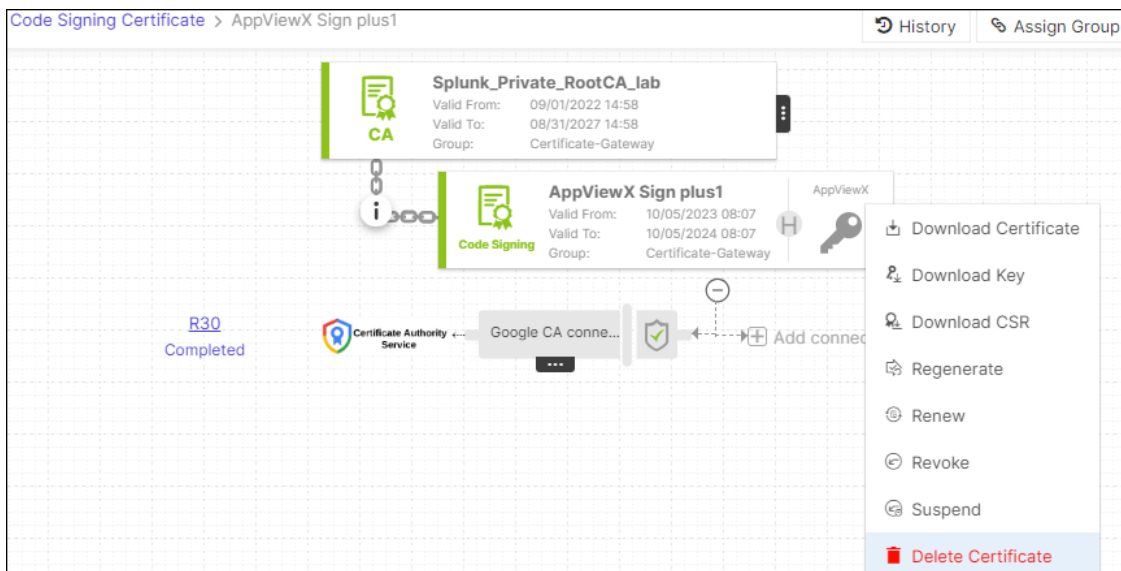 Code Signing Certificate > AppViewX Sign plus1
History
Assign Group
Splunk_Private_RootCA_lab
Valid From: 09/01/2022 14:58
Valid To: 08/31/2027 14:58
Group: Certificate-Gateway
CA
i
AppViewX Sign plus1
Valid From: 10/05/2023 08:07
Valid To: 10/05/2024 08:07
Group: Certificate-Gateway
Code Signing
H
AppViewX
Download Certificate
Download Key
Download CSR
Regenerate
Renew
Revoke
Suspend
Delete Certificate
R30
Completed
Certificate Authority
Service
Google CA conne...
Add connec